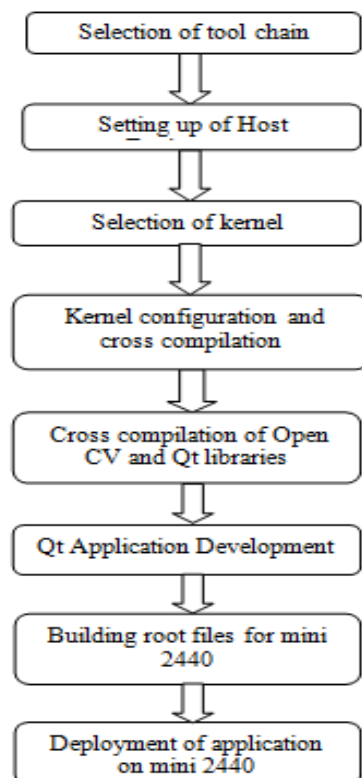 Selection of tool chain
Setting up of Host
Selection of kernel
Kernel configuration and
cross compilation
Cross compilation of Open
CV and Qt libraries
Qt Application Development
Building root files for mini
2440
Deployment of application
on mini 2440